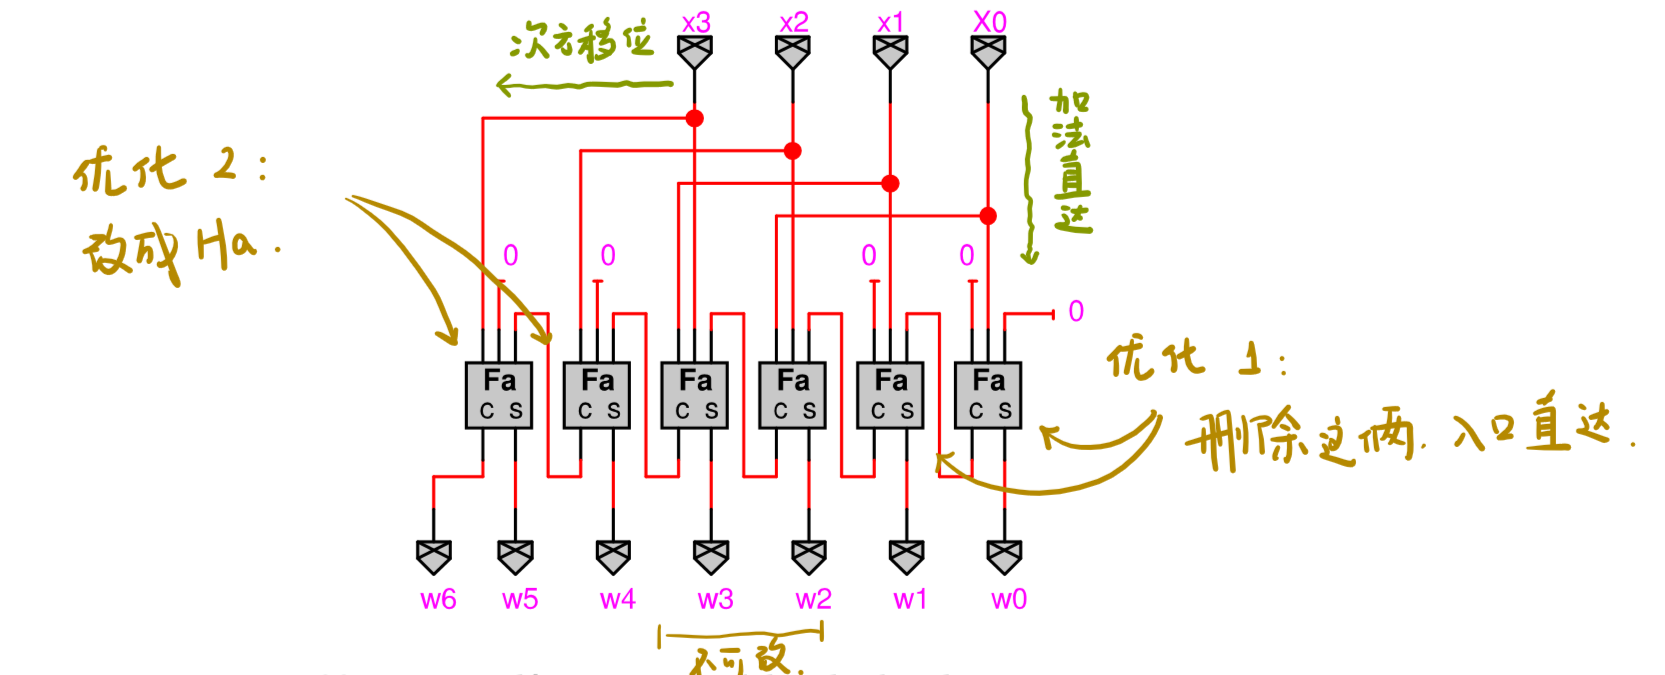 x3 x2 x1 X0
次方移位
加法直达
优化 2：
改成 Ha.
0 0 0 0
0
Fa Fa Fa Fa Fa Fa
C S C S C S C S C S C S
优化 1：
删除这俩. 入口直达.
w6 w5 w4 w3 w2 w1 w0
不可改.